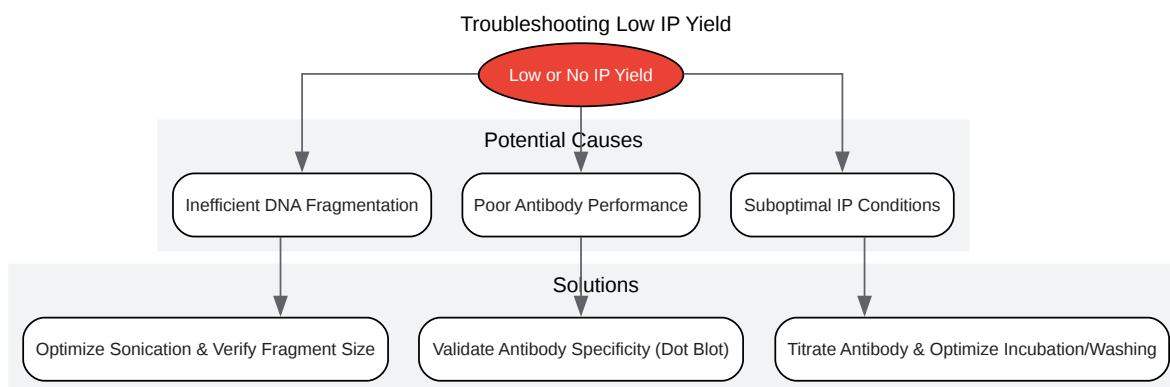 Troubleshooting Low IP Yield
Low or No IP Yield
Potential Causes
Inefficient DNA Fragmentation
Poor Antibody Performance
Suboptimal IP Conditions
Solutions
Optimize Sonication & Verify Fragment Size
Validate Antibody Specificity (Dot Blot)
Titrate Antibody & Optimize Incubation/Washing